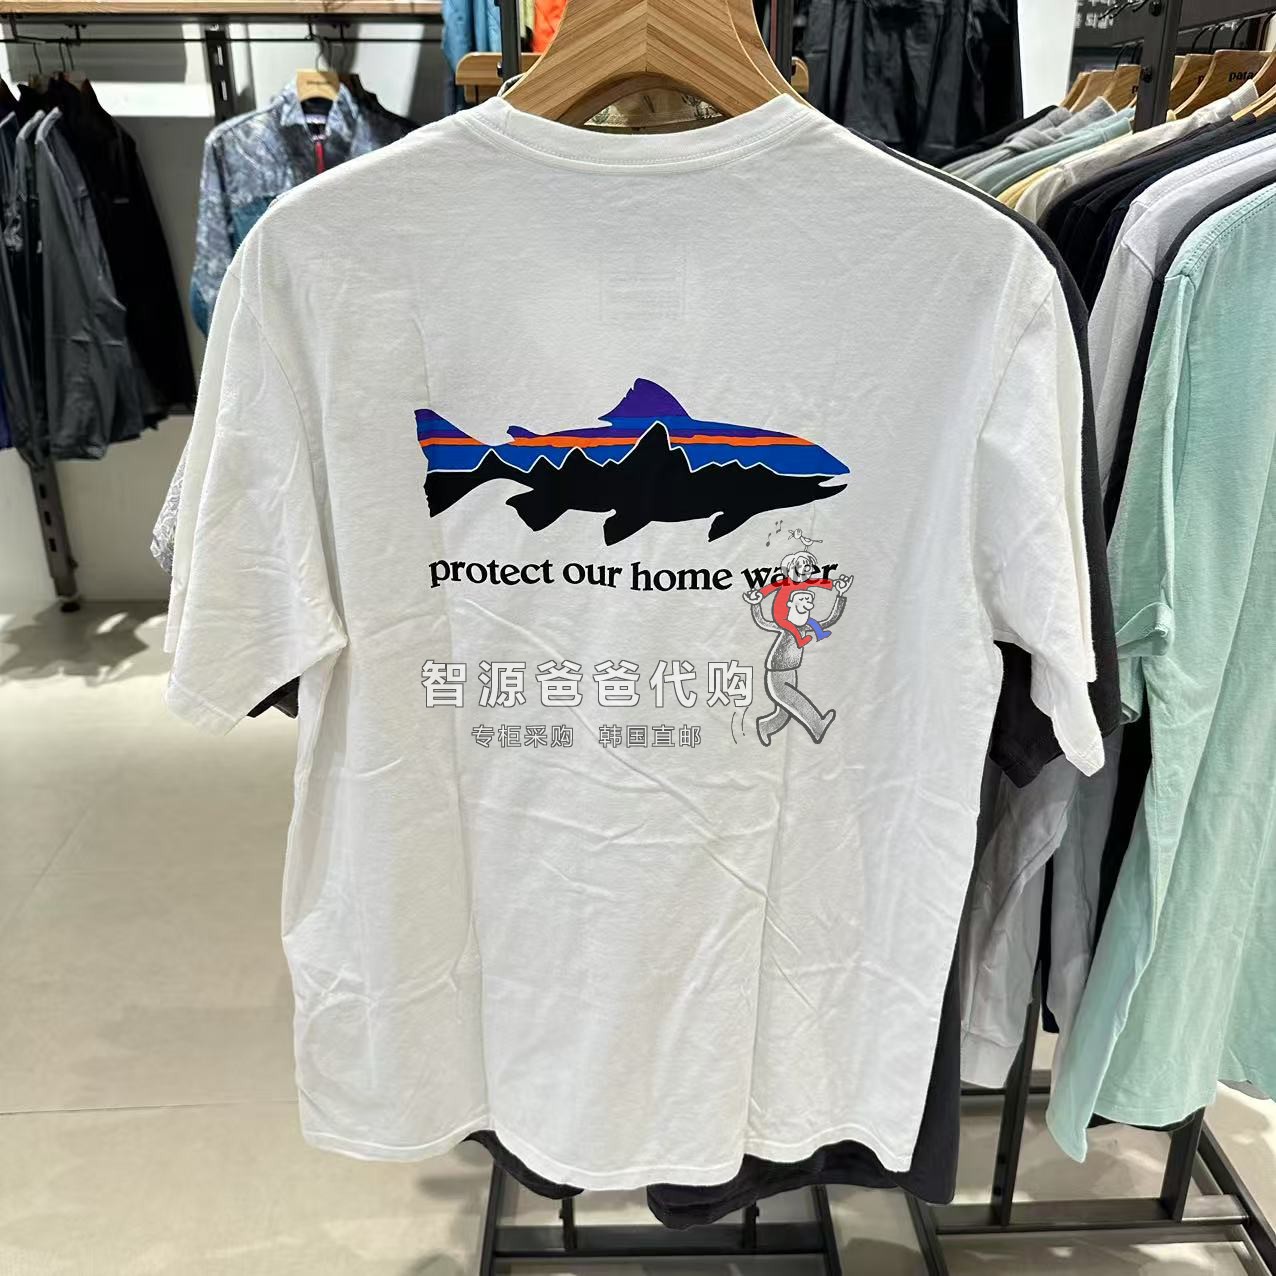 protect our home water
智源爸爸代购
专柜采购 韩国直邮